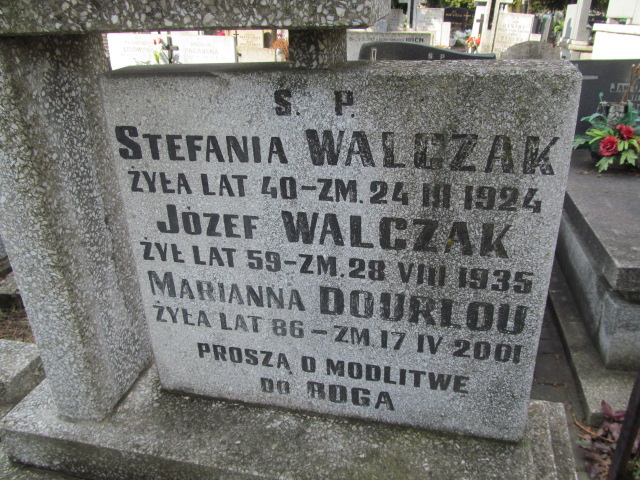 Ś. P.
STEFANIA WALCZAK
ŻYŁA LAT 40-ZM. 24 III 1924
JÓZEF WALCZAK
ŻYŁ LAT 59-ZM. 28 VIII 1935
MARIANNA DOURLOU
ŻYŁA LAT 86-ZM. 17 IV 2001
PROSZĄ O MODLITWE
DO BOGA